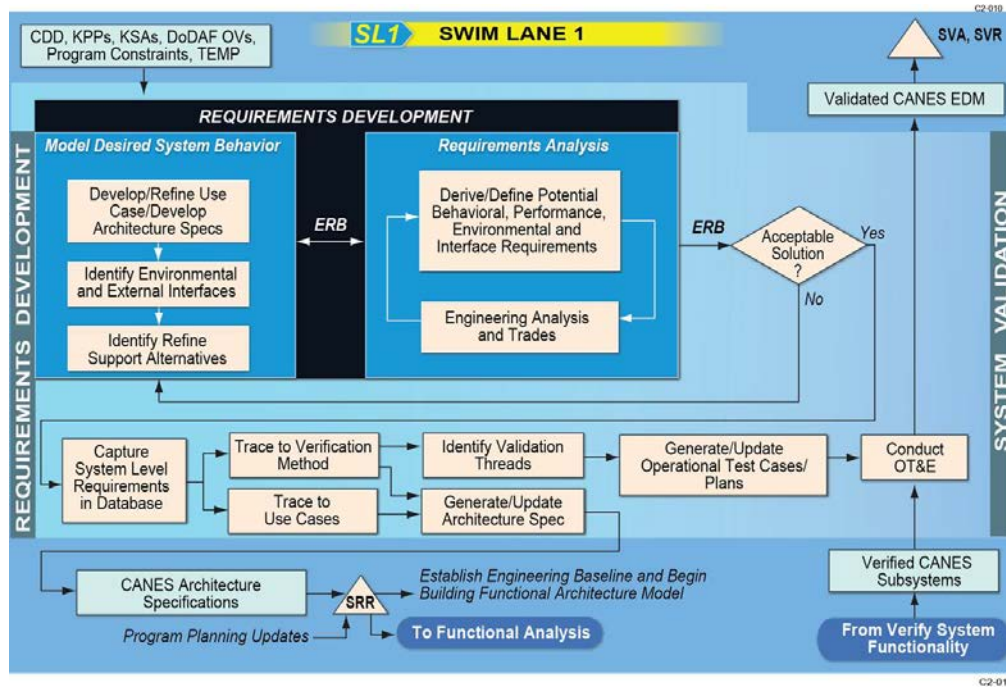 C2-010
CDD, KPPs, KSAs, DoDAF OVs,
Program Constraints, TEMP
SL1
SWIM LANE 1
SVA, SVR
Validated CANES EDM
REQUIREMENTS DEVELOPMENT
REQUIREMENTS DEVELOPMENT
Model Desired System Behavior
Develop/Refine Use
Case/Develop
Architecture Specs
Identify Environmental
and External Interfaces
Identify Refine
Support Alternatives
ERB
Requirements Analysis
Derive/Define Potential
Behavioral, Performance,
Environmental and
Interface Requirements
Engineering Analysis
and Trades
ERB
Acceptable
Solution
?
Yes
No
SYSTEM VALIDATION
Capture
System Level
Requirements
in Database
Trace to Verification
Method
Trace to
Use Cases
Identify Validation
Threads
Generate/Update
Architecture Spec
Generate/Update
Operational Test Cases/
Plans
Conduct
OT&E
CANES Architecture
Specifications
Program Planning Updates
SRR
Establish Engineering Baseline and Begin
Building Functional Architecture Model
To Functional Analysis
Verified CANES
Subsystems
From Verify System
Functionality
C2-01